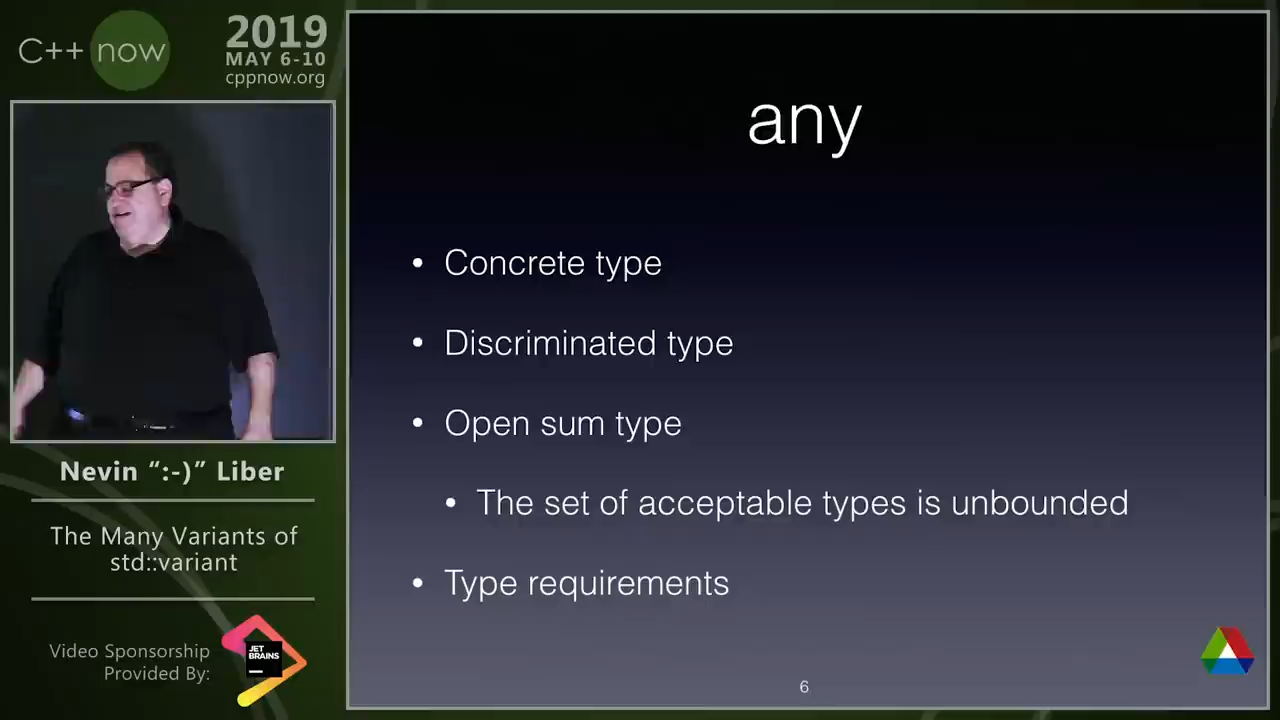 C++ now
2019
MAY 6-10
cppnow.org
Nevin “:-)” Liber
The Many Variants of
std::variant
Video Sponsorship
Provided By:
JET
BRAINS
any
• Concrete type
• Discriminated type
• Open sum type
• The set of acceptable types is unbounded
• Type requirements
6